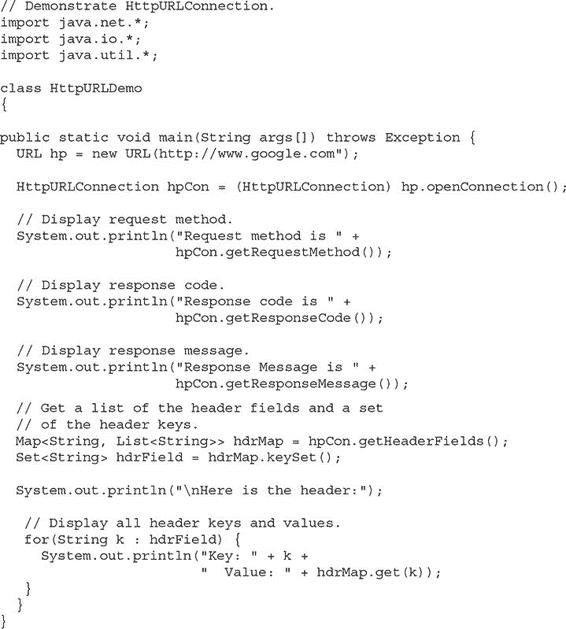 // Demonstrate HttpURLConnection.
import java.net.*;
import java.io.*;
import java.util.*;
class HttpURLDemo
{
public static void main(String args[]) throws Exception {
URL hp = new URL(http://www.google.com");
HttpURLConnection hpCon = (HttpURLConnection) hp.openConnection();
// Display request method.
System.out.println("Request method is " +
hpCon.getRequestMethod());
// Display response code.
System.out.println("Response code is " +
hpCon.getResponseCode());
// Display response message.
System.out.println("Response Message is " +
hpCon.getResponseMessage());
// Get a list of the header fields and a set
// of the header keys.
Map<String, List<String>> hdrMap = hpCon.getHeaderFields();
Set<String> hdrField = hdrMap.keySet();
System.out.println("\nHere is the header:");
// Display all header keys and values.
for(String k : hdrField) {
System.out.println("Key: " + k +
"  Value: " + hdrMap.get(k));
}
}
}